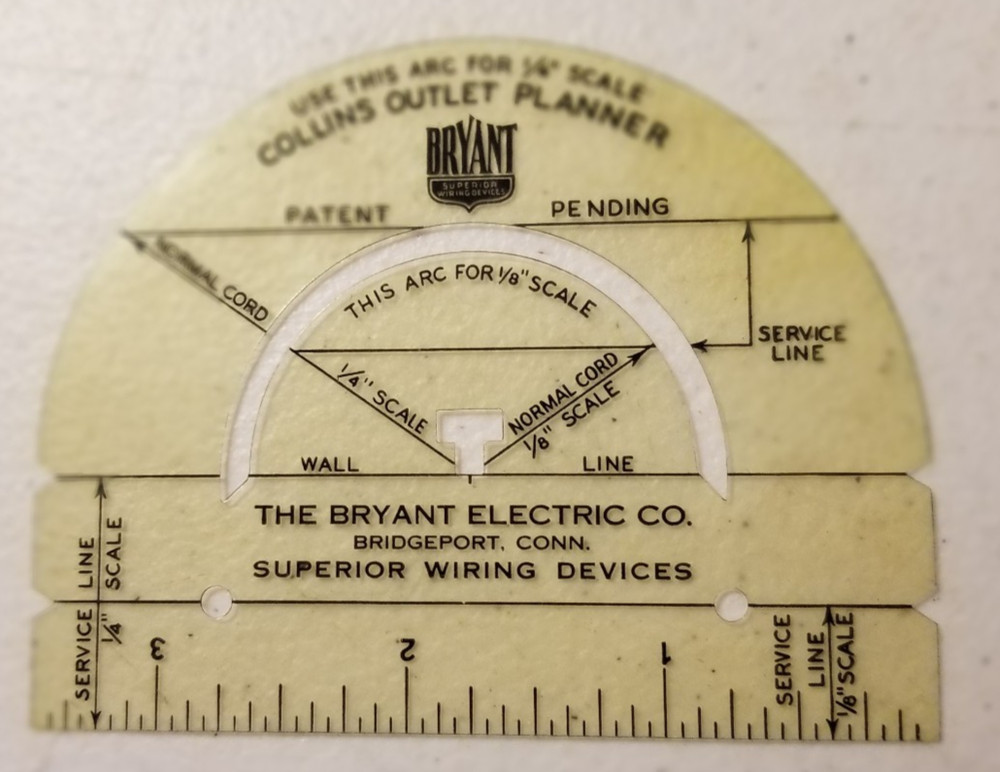 USE THIS ARC FOR 1/4" SCALE
COLLINS OUTLET PLANNER
BRYANT
SUPERIOR
WIRING DEVICES
PATENT PENDING
NORMAL CORD
THIS ARC FOR 1/8" SCALE
SERVICE
LINE
1/4" SCALE
NORMAL CORD
1/8" SCALE
WALL LINE
THE BRYANT ELECTRIC CO.
BRIDGEPORT, CONN.
SUPERIOR WIRING DEVICES
SERVICE LINE
1/4" SCALE
3 2 1
SERVICE
LINE
1/8" SCALE